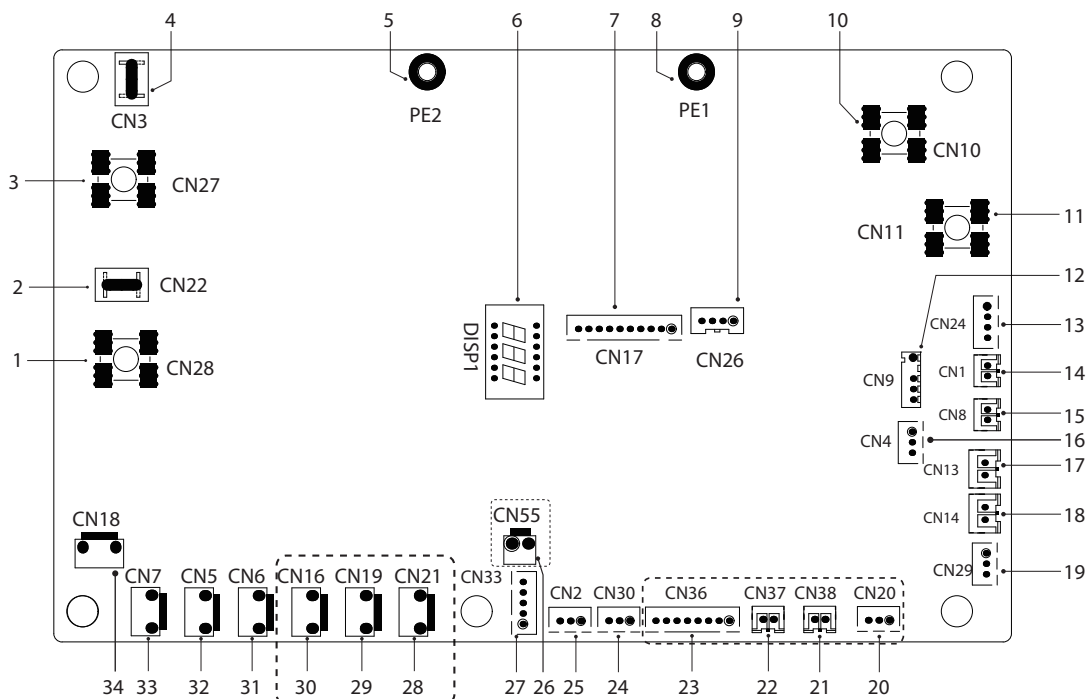 4 5 6 7 8 9 10
CN3 PE2 PE1
CN10
3 CN27
CN11 11
12
2 CN22
CN24 13
DISP1 CN17 CN26
1 CN28
CN9 CN1 14
CN8 15
CN4 16
CN13 17
CN18 CN55
CN14 18
CN7 CN5 CN6 CN16 CN19 CN21 CN33 CN2 CN30 CN36 CN37 CN38 CN20 CN29 19
34 33 32 31 30 29 28 27 26 25 24 23 22 21 20